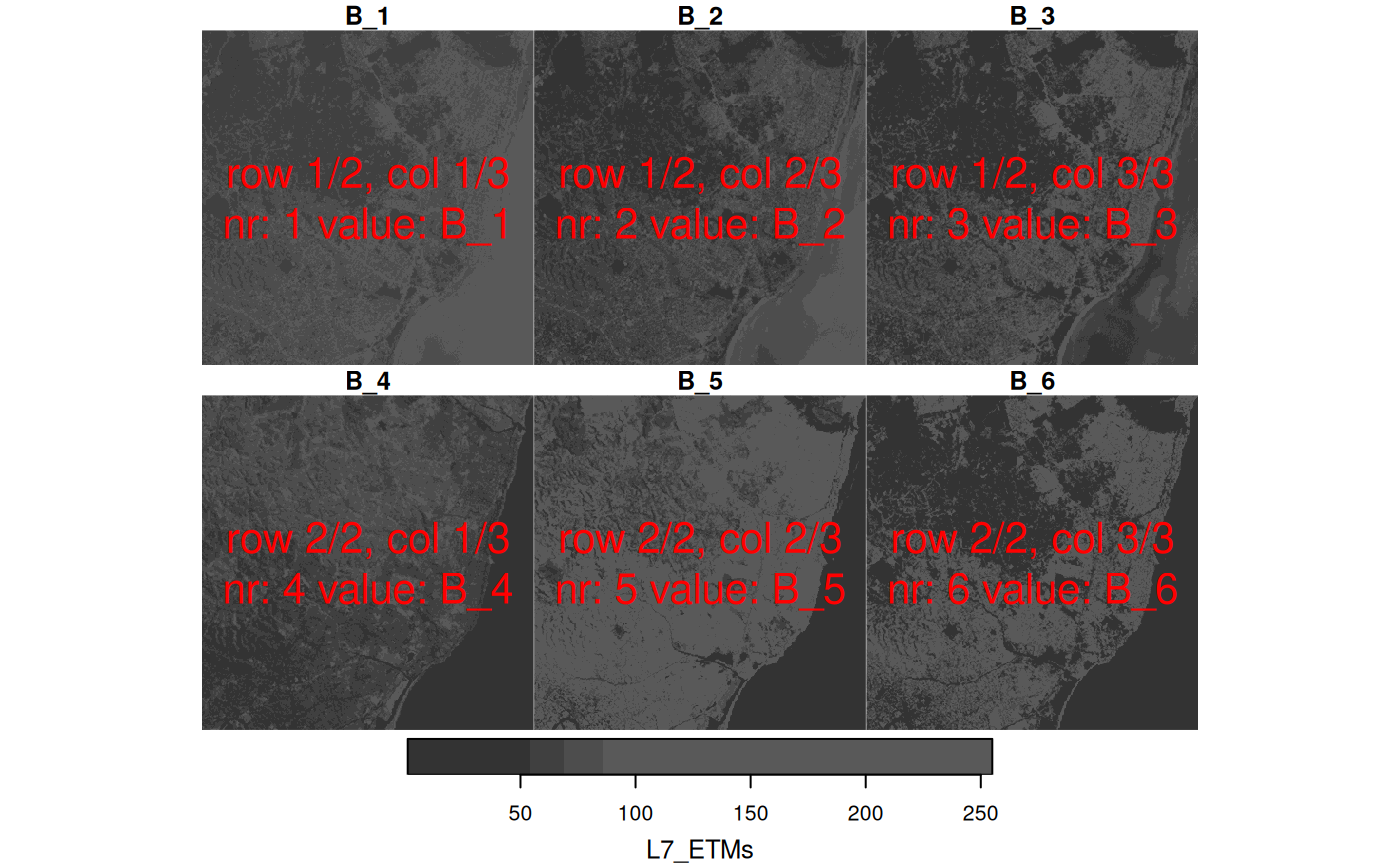 B_1 B_2 B_3
row 1/2, col 1/3 row 1/2, col 2/3 row 1/2, col 3/3
nr: 1 value: B_1 nr: 2 value: B_2 nr: 3 value: B_3
B_4 B_5 B_6
row 2/2, col 1/3 row 2/2, col 2/3 row 2/2, col 3/3
nr: 4 value: B_4 nr: 5 value: B_5 nr: 6 value: B_6
50 100 150 200 250
L7_ETMs